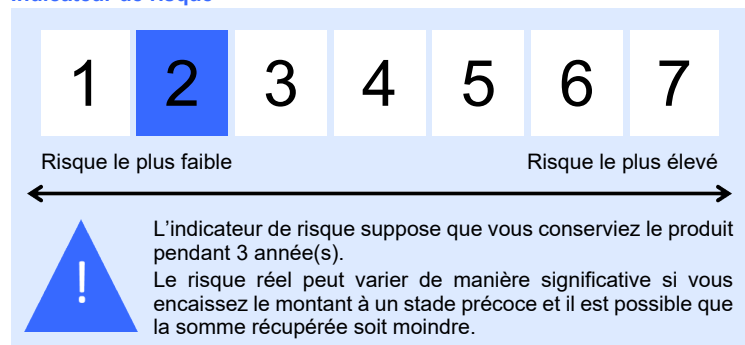 Indicateur de risque
1 2 3 4 5 6 7
Risque le plus faible Risque le plus élevé
L'indicateur de risque suppose que vous conserviez le produit
pendant 3 année(s).
! Le risque réel peut varier de manière significative si vous
encaissez le montant à un stade précoce et il est possible que
la somme récupérée soit moindre.